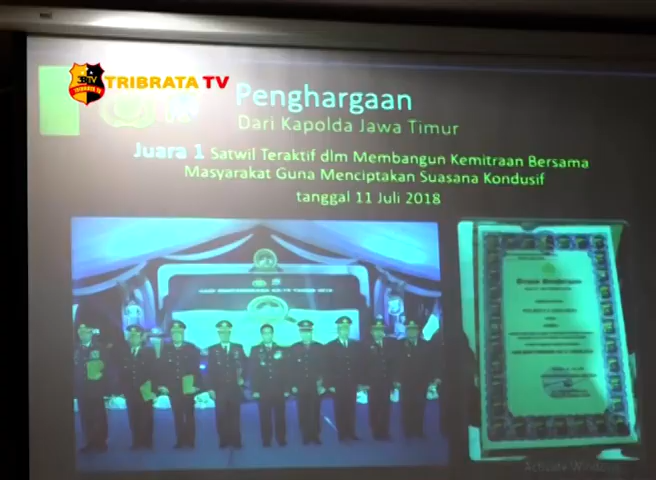 TRIBRATA TV
Penghargaan
Dari Kapolda Jawa Timur
Juara 1 Satwil Teraktif dlm Membangun Kemitraan Bersama
Masyarakat Guna Menciptakan Suasana Kondusif
tanggal 11 Juli 2018
Activate Windows